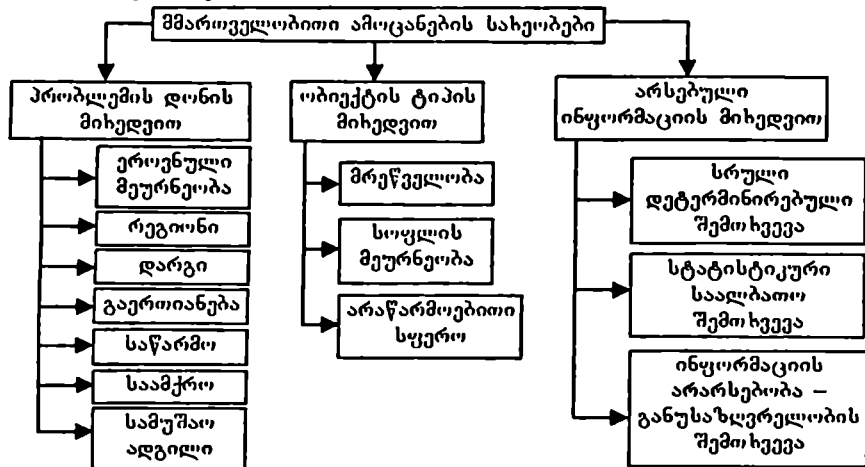 მმართველობითი ამოცანების სახეობები
პრობლემის დონის
მიხედვით
ეროვნული
მეურნეობა
რეგიონი
დარგი
გაერთიანება
საწარმო
საამქრო
სამუშაო
ადგილი
ობიექტის ტიპის
მიხედვით
მრეწველობა
სოფლის
მეურნეობა
არაწარმოებითი
სფერო
არსებული
ინფორმაციის მიხედვით
სრული
დეტერმინირებული
შემთხვევა
სტატისტიკური
საალბათო
შემთხვევა
ინფორმაციის
არარსებობა –
განუსაზღვრელობის
შემთხვევა